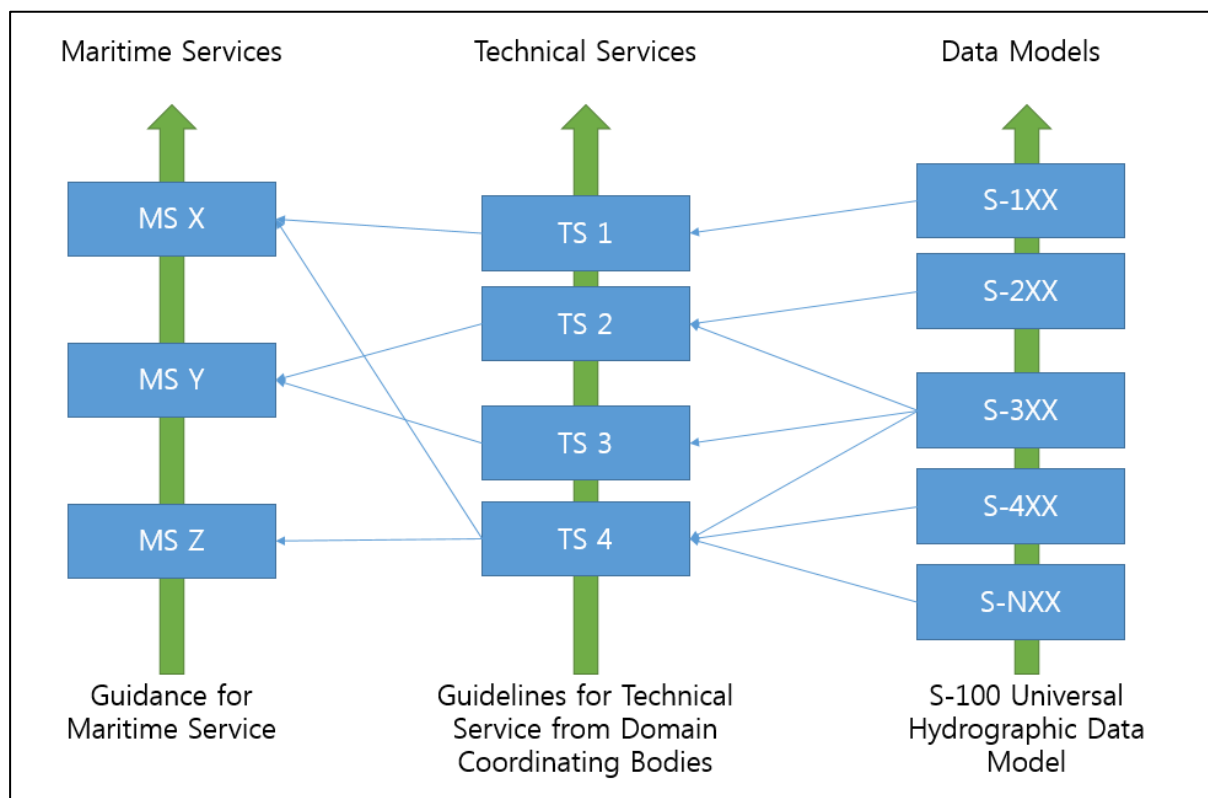 Maritime Services
Technical Services
Data Models
MS X
MS Y
MS Z
TS 1
TS 2
TS 3
TS 4
S-1XX
S-2XX
S-3XX
S-4XX
S-NXX
Guidance for
Maritime Service
Guidelines for Technical
Service from Domain
Coordinating Bodies
S-100 Universal
Hydrographic Data
Model